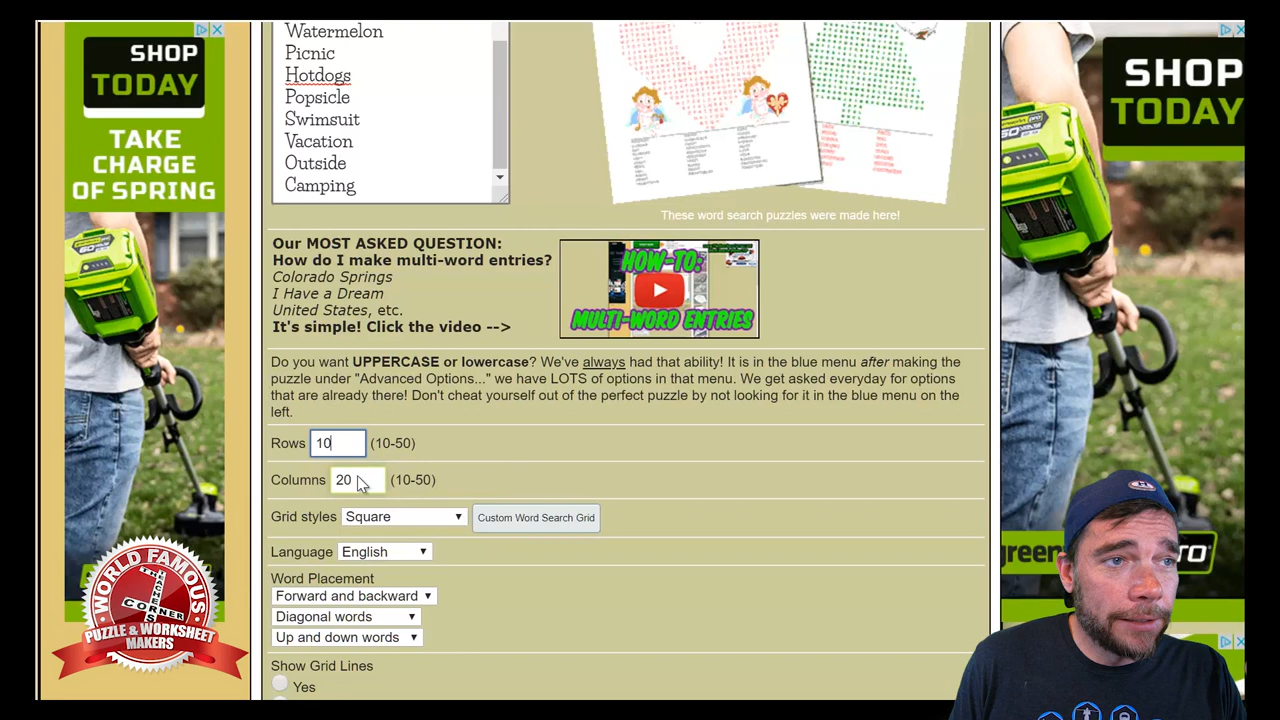 SHOP
TODAY
TAKE
CHARGE
OF SPRING
Watermelon
Picnic
Hotdogs
Popsicle
Swimsuit
Vacation
Outside
Camping
These word search puzzles were made here!
SHOP
TODAY
Our MOST ASKED QUESTION:
How do I make multi-word entries?
Colorado Springs
I Have a Dream
United States, etc.
It's simple! Click the video -->
HOW-TO:
MULTI-WORD ENTRIES
Do you want UPPERCASE or lowercase? We've always had that ability! It is in the blue menu after making the
puzzle under "Advanced Options..." we have LOTS of options in that menu. We get asked everyday for options
that are already there! Don't cheat yourself out of the perfect puzzle by not looking for it in the blue menu on the
left.
Rows 10 (10-50)
Columns 20 (10-50)
Grid styles Square Custom Word Search Grid
Language English
Word Placement
Forward and backward
Diagonal words
Up and down words
Show Grid Lines
Yes
WORLD FAMOUS
THE
TEACHER'S
CORNER
PUZZLE & WORKSHEET
MAKERS